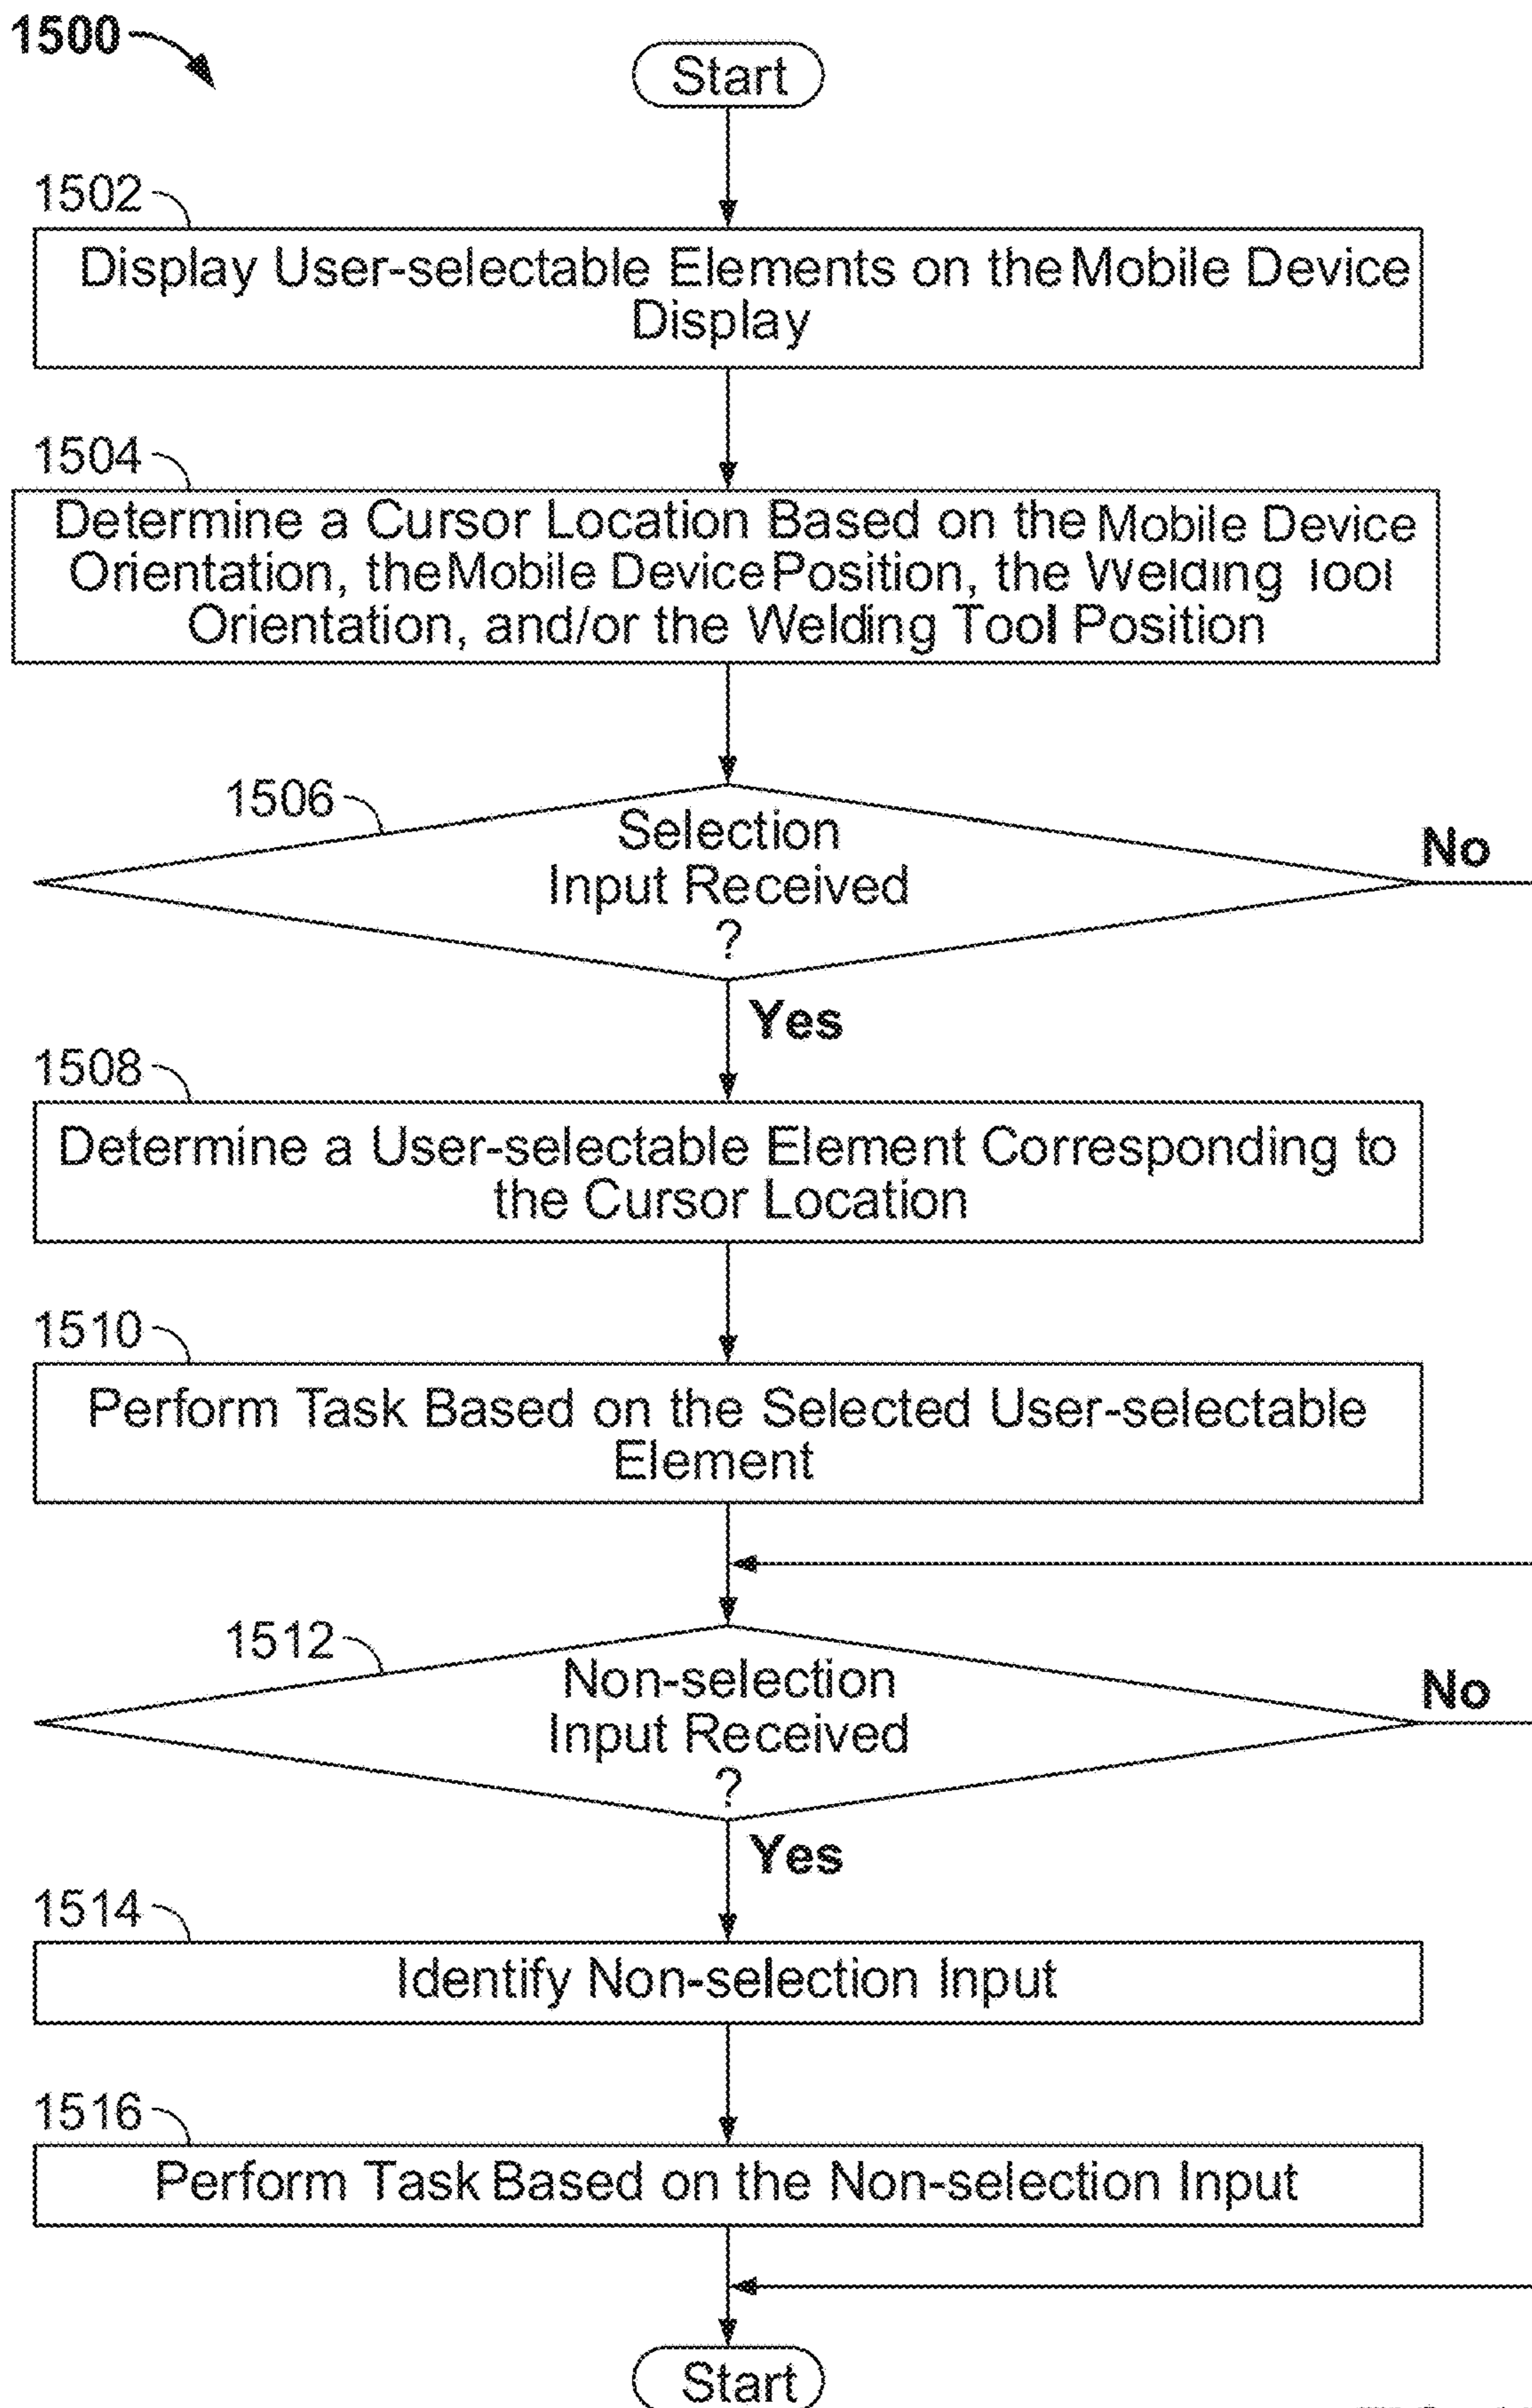 1500
Start
1502
Display User-selectable Elements on the Mobile Device
Display
1504
Determine a Cursor Location Based on the Mobile Device
Orientation, the Mobile Device Position, the Welding Tool
Orientation, and/or the Welding Tool Position
1506
Selection
Input Received
?
No
Yes
1508
Determine a User-selectable Element Corresponding to
the Cursor Location
1510
Perform Task Based on the Selected User-selectable
Element
1512
Non-selection
Input Received
?
No
Yes
1514
Identify Non-selection Input
1516
Perform Task Based on the Non-selection Input
Start